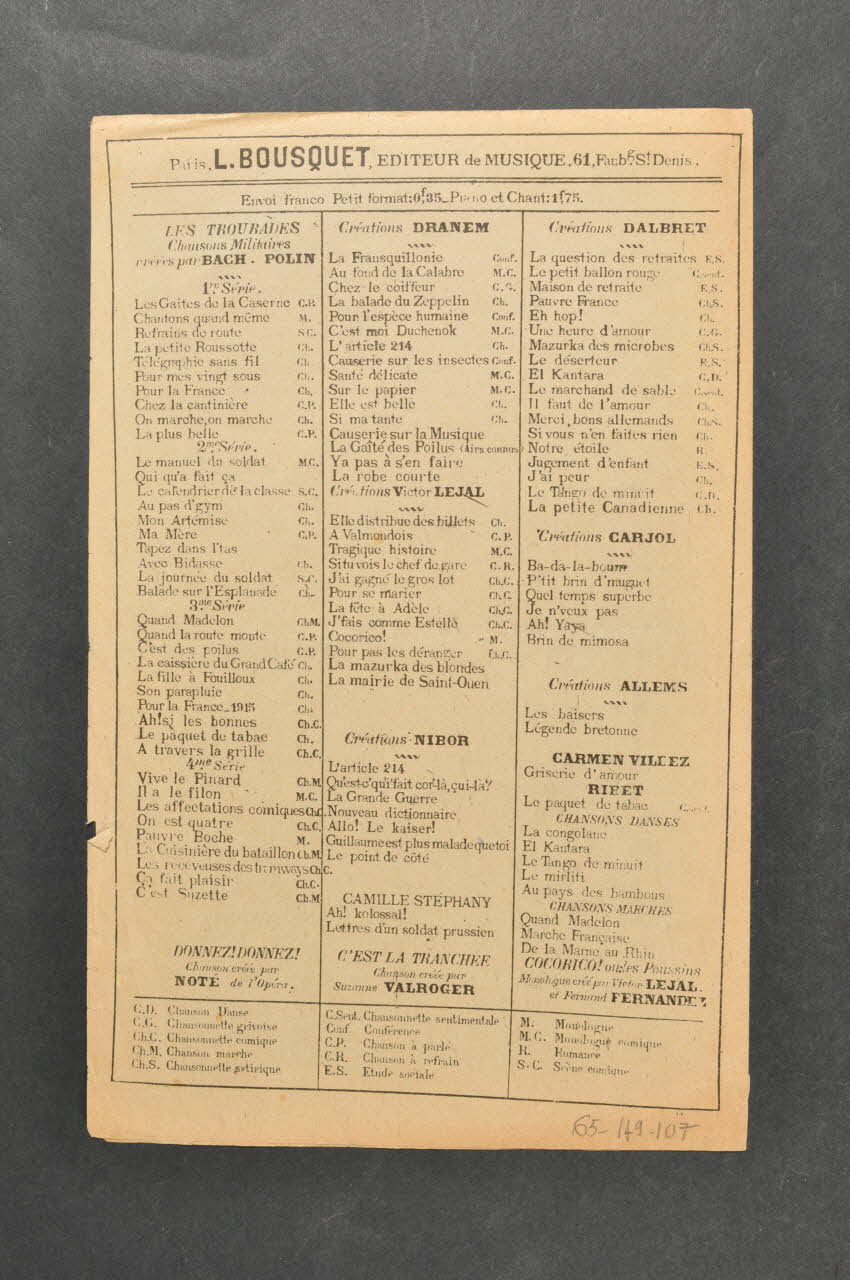 Paris, L. BOUSQUET, EDITEUR de MUSIQUE, 61, Faubg St Denis.
Envoi franco Petit format: 0f35_ Piano et Chant: 1f75.
LES TROUBADES
Chansons Militaires
créées par BACH. POLIN
1re Série.
Les Gaites de la Caserne C.P.
Chantons quand même M.
Refrains de route S.C.
La petite Roussotte Ch.
Télégraphie sans fil Ch.
Pour mes vingt sous Ch.
Pour la France Ch.
Chez la cantinière C.P.
On marche, on marche Ch.
La plus belle C.P.
2me Série.
Le manuel du soldat M.C.
Qui qu'a fait ça
Le calendrier de la classe S.C.
Au pas d'gym Ch.
Mon Artémise Ch.
Ma Mère C.P.
Tapez dans l'tas
Avec Bidasse Ch.
La journée du soldat S.C.
Balade sur l'Esplanade Ch.
3me Série
Quand Madelon Ch.M.
Quand la route monte C.P.
C'est des poilus C.P.
La caissière du Grand Café Ch.
La fille à Fouilloux Ch.
Son parapluie Ch.
Pour la France_1915 Ch.
Ah! si les bonnes Ch.C.
Le paquet de tabac Ch.
A travers la grille Ch.C.
4me Série
Vive le Pinard Ch.M
Il a le filon M.C.
Les affectations comiques Ch.C.
On est quatre Ch.C.
Pauvre Boche M.
La Cuisinière du bataillon Ch.M.
Les receveuses des tramways Ch.C.
Ça fait plaisir Ch.C.
C'est Suzette Ch.M
DONNEZ! DONNEZ!
Chanson créée par
NOTÉ de l'Opéra.
Créations DRANEM
La Fransquillonie Conf.
Au fond de la Calabre M.C.
Chez le coiffeur C.G.
La balade du Zeppelin Ch.
Pour l'espèce humaine Conf.
C'est moi Duchenok M.C.
L'article 214 Ch.
Causerie sur les insectes Conf.
Santé délicate M.C.
Sur le papier M.C.
Elle est belle Ch.
Si ma tante Ch.
Causerie sur la Musique
La Gaîté des Poilus (Airs connus)
Ya pas à s'en faire
La robe courte
Créations Victor LEJAL
Elle distribue des billets Ch.
A Valmondois C.P.
Tragique histoire M.C.
Si tu vois le chef de gare C.R.
J'ai gagné le gros lot Ch.C.
Pour se marier Ch.C.
La fête à Adèle Ch.C.
J'fais comme Estelle Ch.C.
Cocorico! M.
Pour pas les déranger Ch.C.
La mazurka des blondes
La mairie de Saint-Ouen
Créations NIBOR
L'article 214
Qu'est-c'qui fait cor-là, çui-là?
La Grande Guerre
Nouveau dictionnaire
Allo! Le kaiser!
Guillaume est plus malade que toi
Le point de côté
CAMILLE STEPHANY
Ah! kolossal!
Lettres d'un soldat prussien
C'EST LA TRANCHEE
Chanson créée par
Suzanne VALROGER
Créations DALBRET
La question des retraites E.S.
Le petit ballon rouge C.sent.
Maison de retraite E.S.
Pauvre France Ch.S.
Eh hop! Ch.
Une heure d'amour C.G.
Mazurka des microbes Ch.S.
Le déserteur E.S.
El Kantara C.D.
Le marchand de sable C.sent.
Il faut de l'amour Ch.
Merci, bons allemands Ch.S.
Si vous n'en faites rien Ch.
Notre étoile R.
Jugement d'enfant E.S.
J'ai peur Ch.
Le Tango de minuit C.D.
La petite Canadienne Ch.
Créations CARJOL
Ba-da-la-boum
P'tit brin d'muguet
Quel temps superbe
Je n'veux pas
Ah! Yaya
Brin de mimosa
Créations ALLEMS
Les baisers
Légende bretonne
CARMEN VILDEZ
Griserie d'amour
RIEET
Le paquet de tabac C.sent.
CHANSONS DANSES
La congolane
El Kantara
Le Tango de minuit
Le mirliti
Au pays des bambous
CHANSONS MARCHES
Quand Madelon
Marche Française
De la Marne au Rhin
COCORICO! ou les Poussins
Monologue créé par Victor LEJAL.
et Fernand FERNANDEZ
C.D. Chanson Danse
C.G. Chansonnette grivoise
Ch.C. Chansonnette comique
Ch.M. Chanson marche
Ch.S. Chansonnette satirique
C.Sent. Chansonnette sentimentale
Conf. Conférence
C.P. Chanson à parlé
C.R. Chanson à refrain
E.S. Etude sociale
M. Monologue
M.C. Monologue comique
R. Romance
S.C. Scène comique
65-149-107